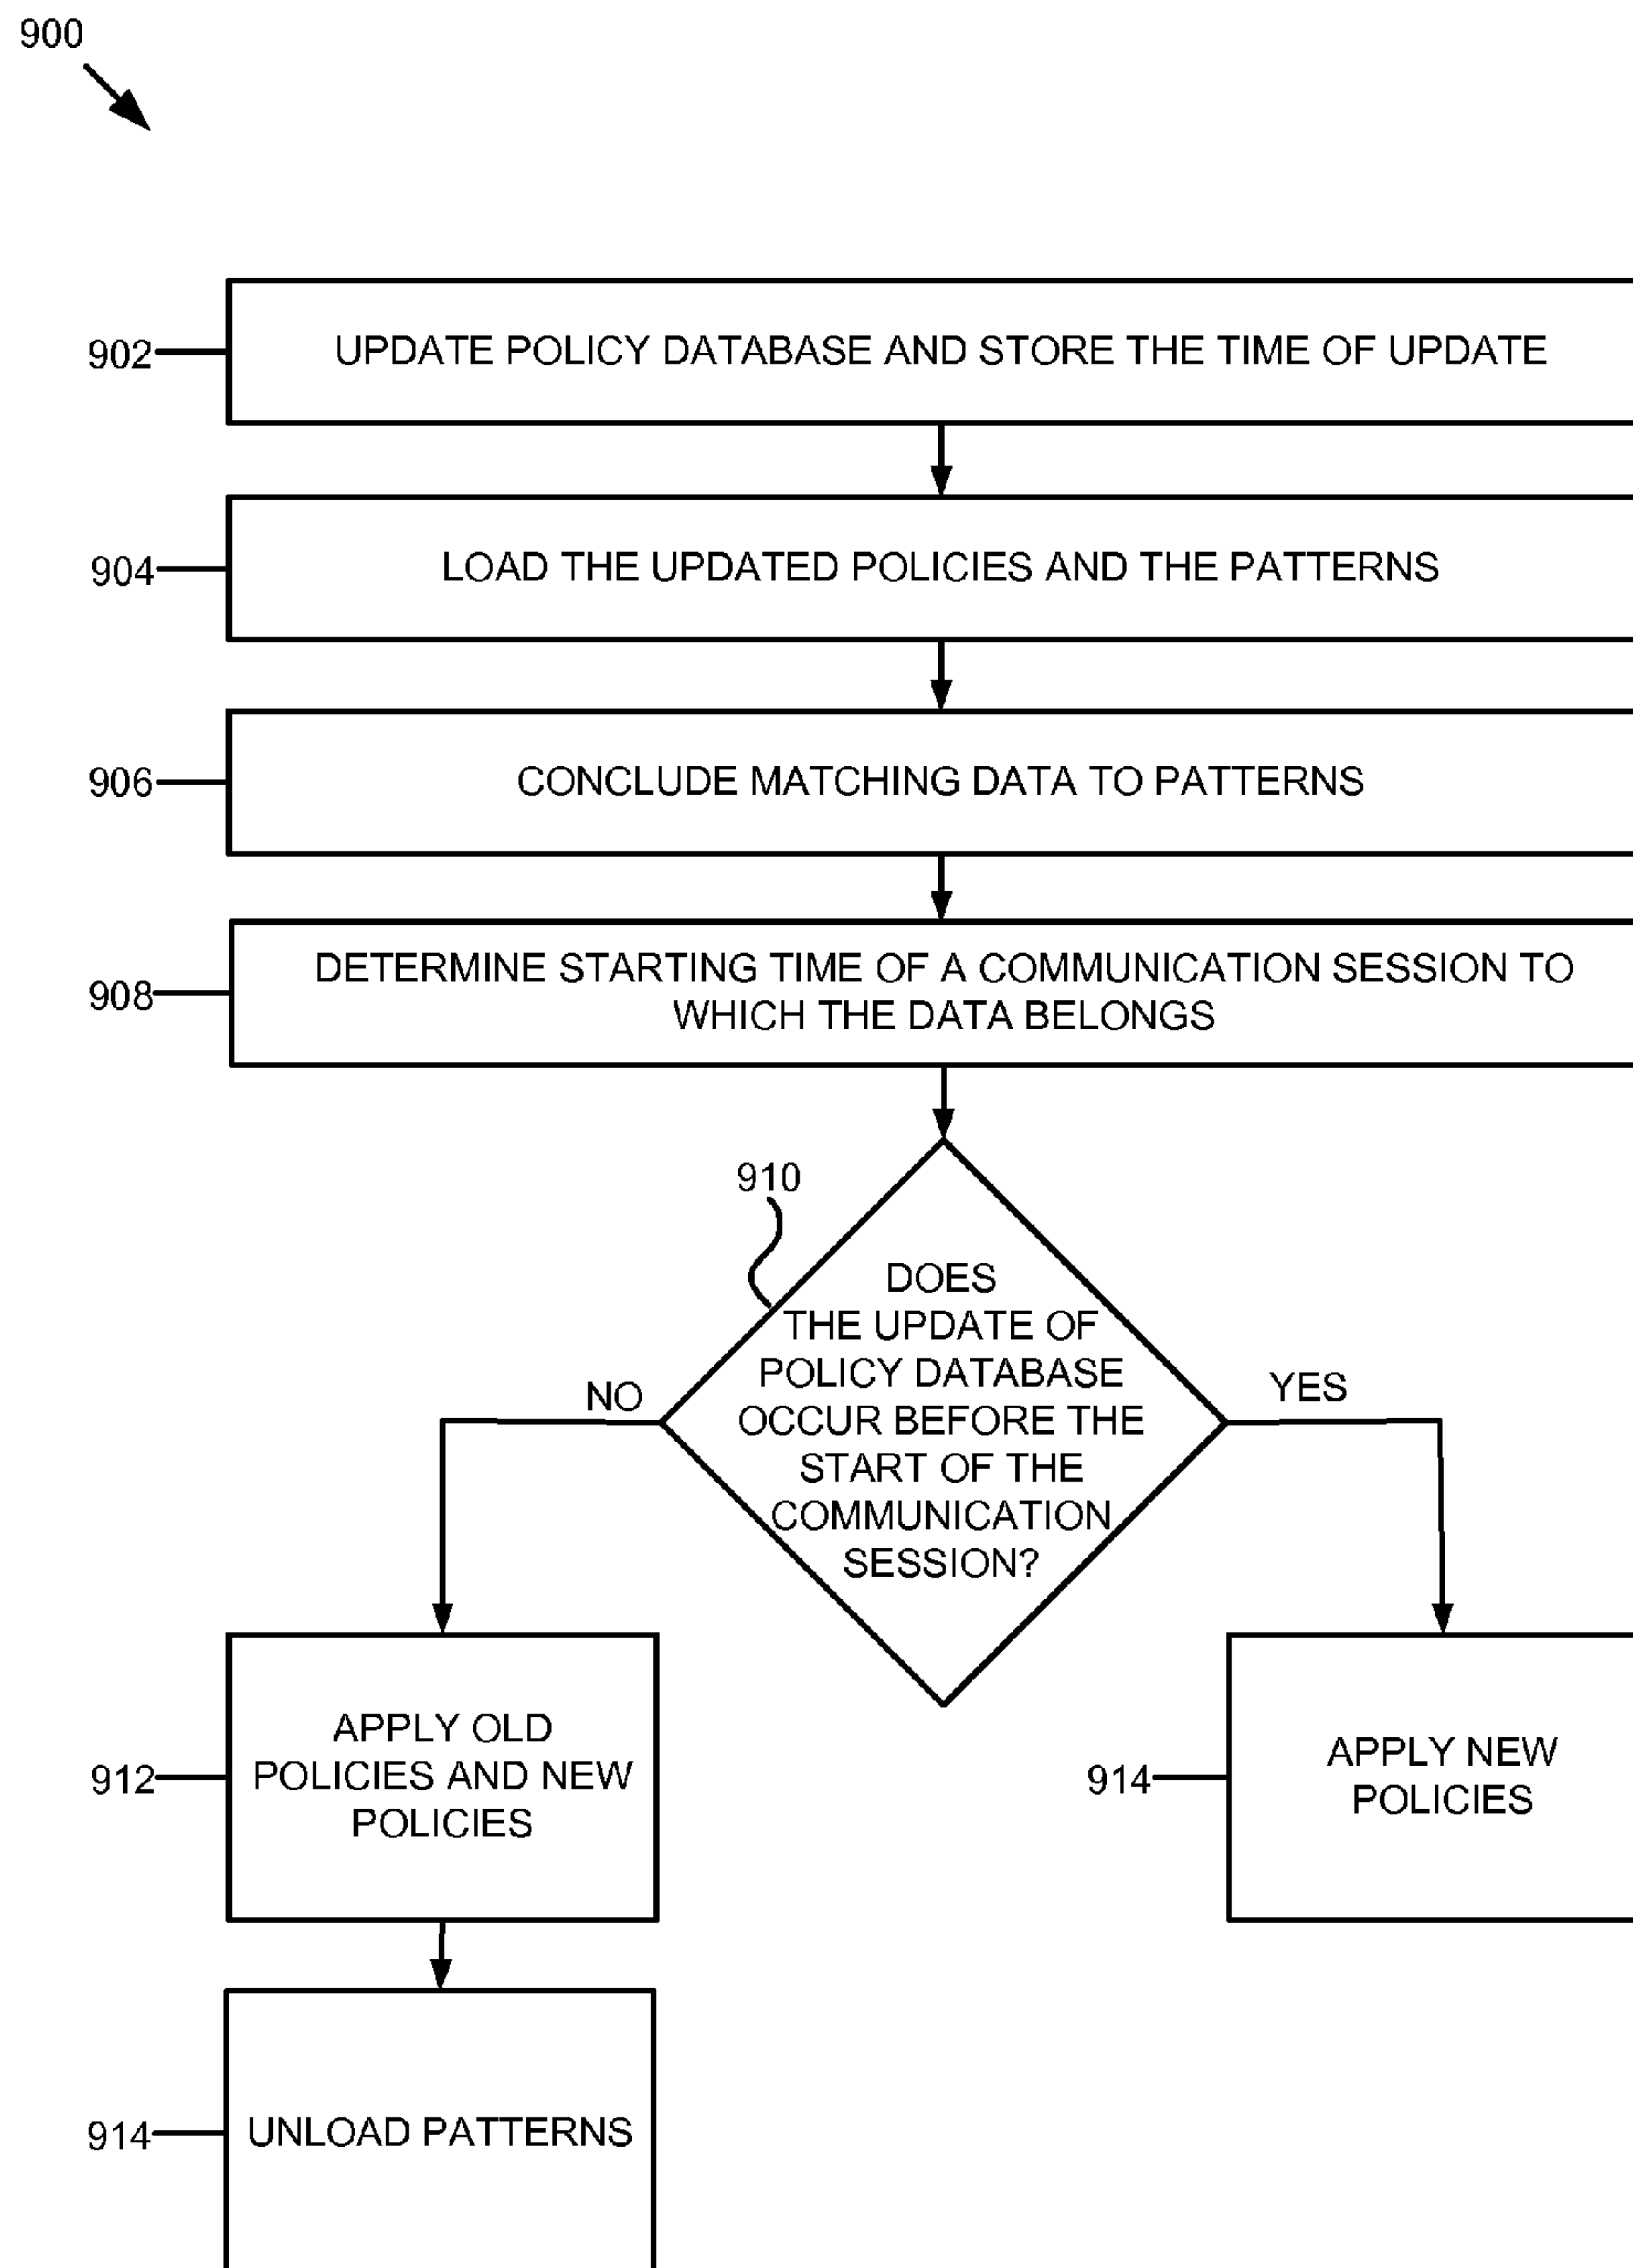 900
902
UPDATE POLICY DATABASE AND STORE THE TIME OF UPDATE
904
LOAD THE UPDATED POLICIES AND THE PATTERNS
906
CONCLUDE MATCHING DATA TO PATTERNS
908
DETERMINE STARTING TIME OF A COMMUNICATION SESSION TO
WHICH THE DATA BELONGS
910
DOES
THE UPDATE OF
POLICY DATABASE
OCCUR BEFORE THE
START OF THE
COMMUNICATION
SESSION?
NO
YES
912
APPLY OLD
POLICIES AND NEW
POLICIES
914
APPLY NEW
POLICIES
914
UNLOAD PATTERNS